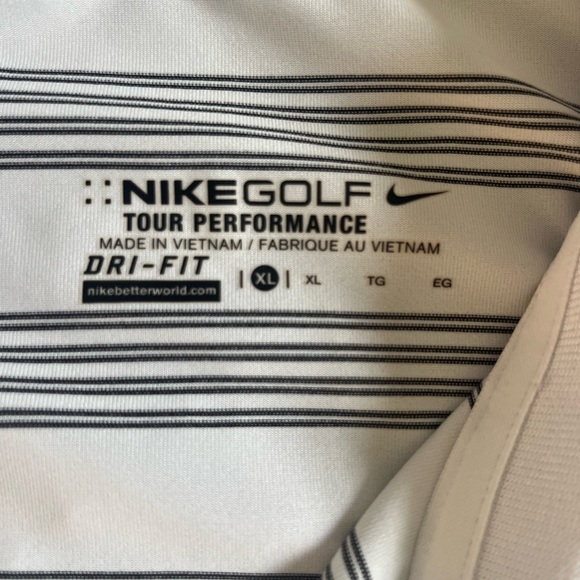 NIKEGOLF
TOUR PERFORMANCE
MADE IN VIETNAM / FABRIQUE AU VIETNAM
DRI-FIT
nikebetterworld.com
| XL | XL TG EG